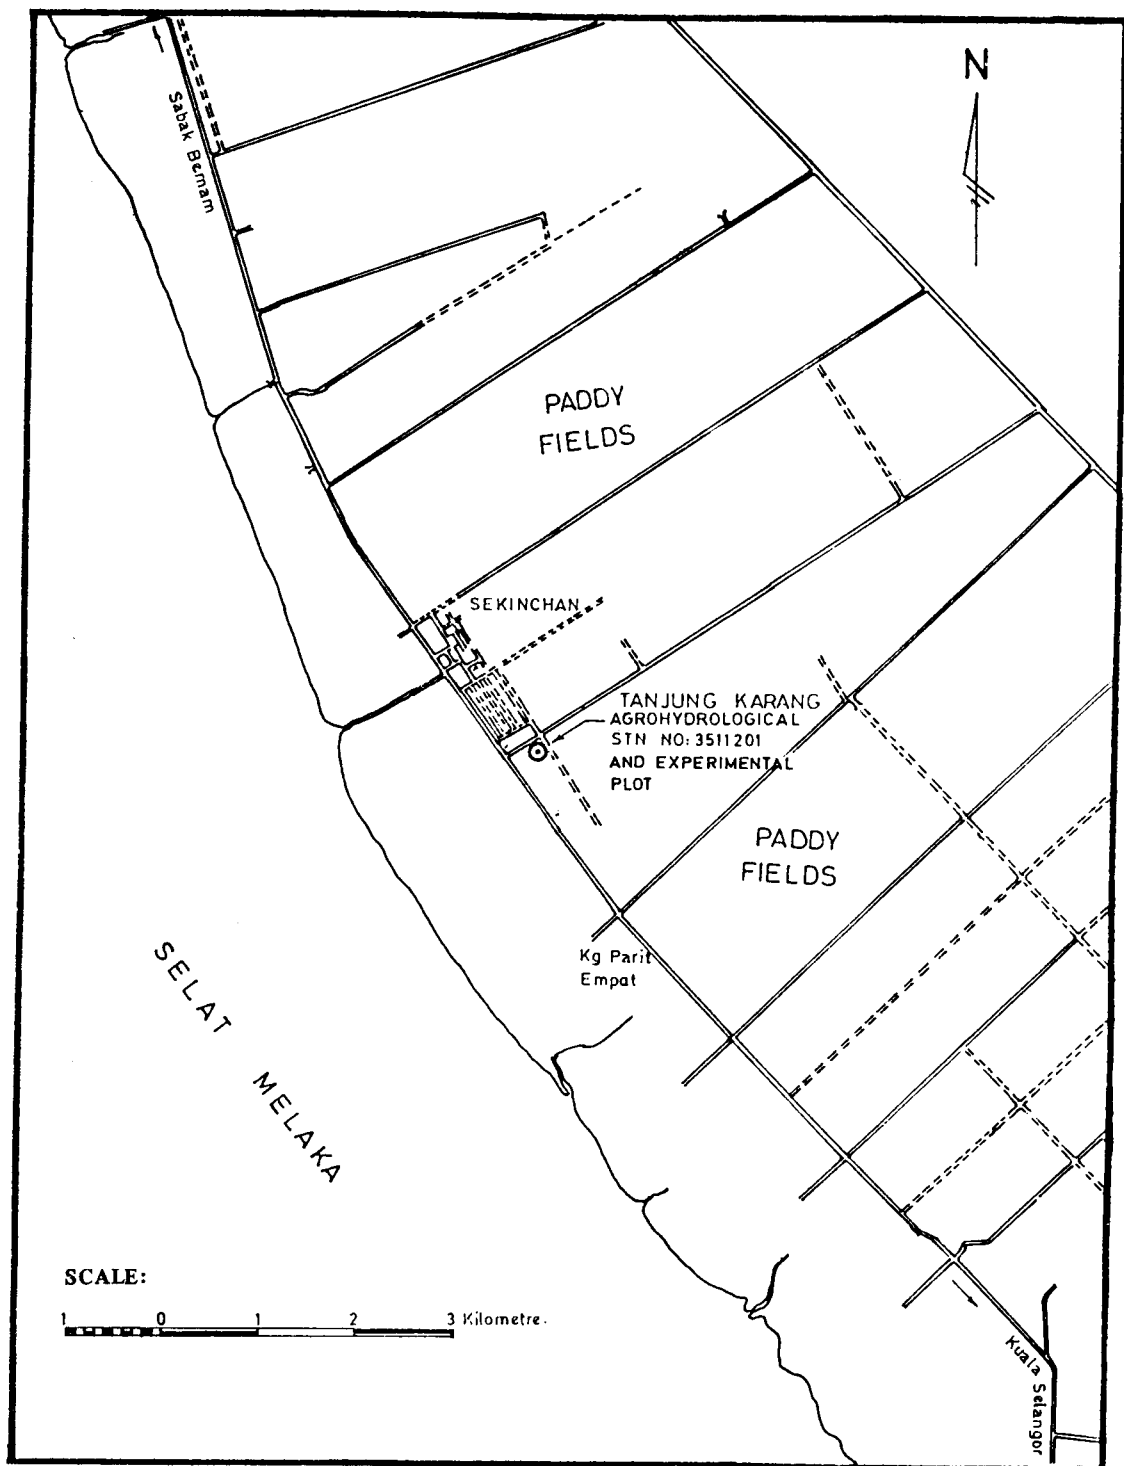 N
Sabak Bernam
PADDY
FIELDS
SEKINCHAN
TANJUNG KARANG
AGROHYDROLOGICAL
STN NO: 3511201
AND EXPERIMENTAL
PLOT
PADDY
FIELDS
Kg Parit
Empat
SELAT MELAKA
SCALE:
1 0 1 2 3 Kilometre.
Kuala Selangor